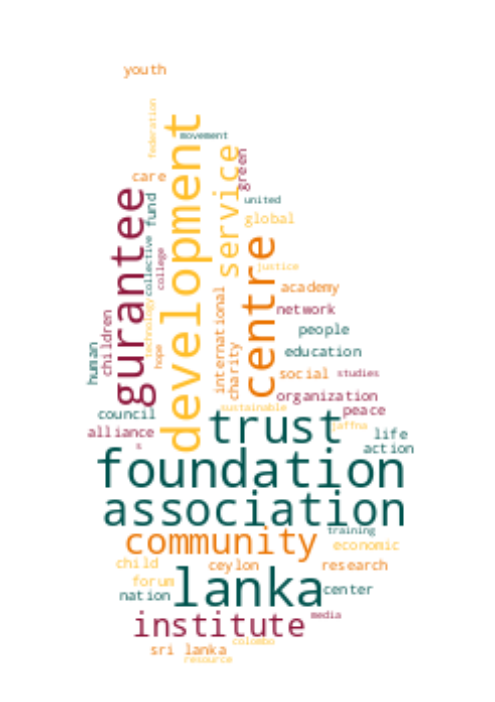 youth
federation
movement
development
service
green
care
gurantee
fund
united
global
collective
college
centre
justice
academy
international
technology
network
children
people
hope
charity
human
education
social
studies
organization
sustainable
council
trust
peace
jaffna
alliance
life
s
action
foundation
association
training
community
economic
child
ceylon
research
forum
lanka
center
nation
institute
media
colombo
sri lanka
resource